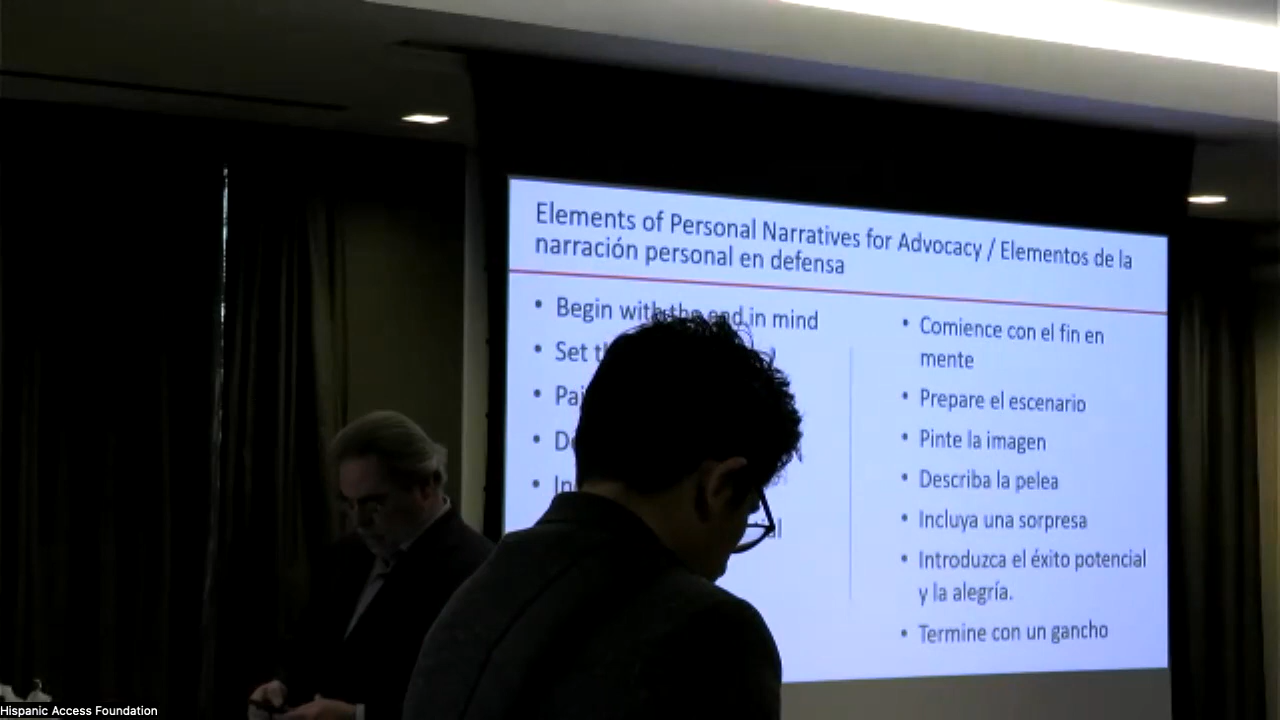 Elements of Personal Narratives for Advocacy / Elementos de la
narración personal en defensa
• Begin with the end in mind
• Set
•
•
•
• Comience con el fin en
mente
• Prepare el escenario
• Pinte la imagen
• Describa la pelea
• Incluya una sorpresa
• Introduzca el éxito potencial
y la alegría.
• Termine con un gancho
Hispanic Access Foundation